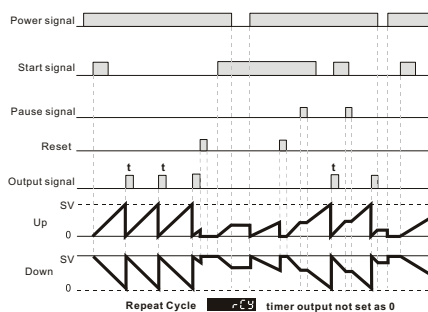 Power signal
Start signal
Pause signal
Reset
t t t
Output signal
SV
Up
0
SV
Down
0
Repeat Cycle rCY timer output not set as 0